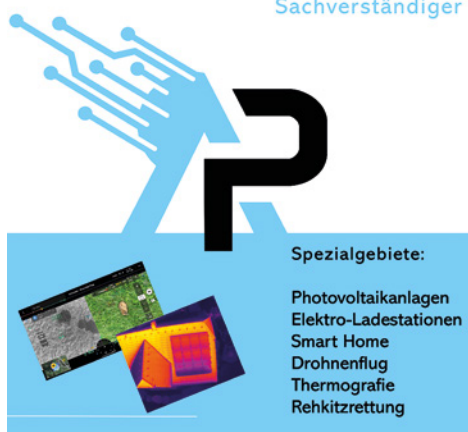 Sachverständiger
P
Spezialgebiete:
Photovoltaikanlagen
Elektro-Ladestationen
Smart Home
Drohnenflug
Thermografie
Rehkitzrettung